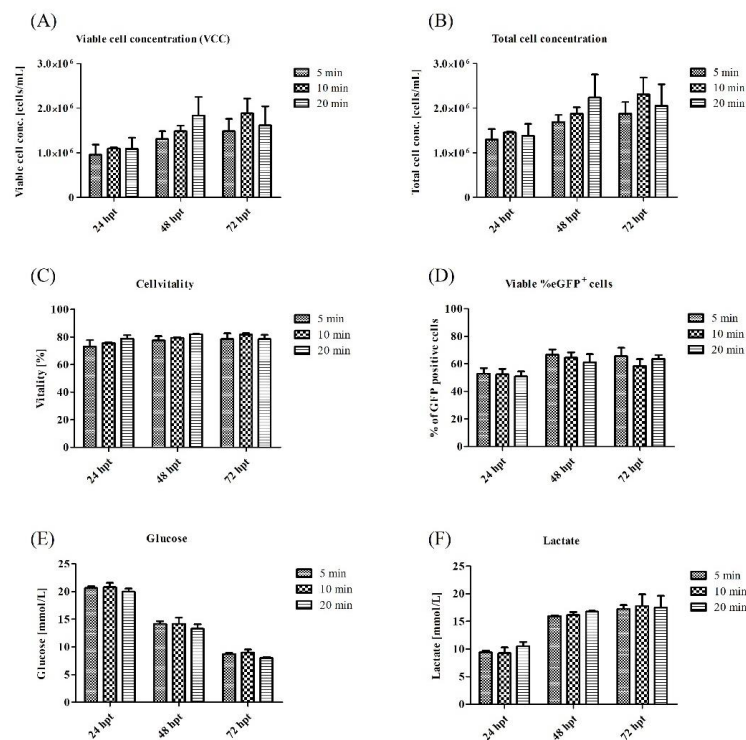 (A)
Viable cell concentration (VCC)
Viable cell conc. [cells/mL]
3.0×10⁶
2.0×10⁶
1.0×10⁶
0
24 hpt
48 hpt
72 hpt
5 min
10 min
20 min
(B)
Total cell concentration
Total cell conc. [cells/mL]
3.0×10⁶
2.0×10⁶
1.0×10⁶
0
24 hpt
48 hpt
72 hpt
5 min
10 min
20 min
(C)
Cellvitality
Vitality [%]
100
80
60
40
20
0
24 hpt
48 hpt
72 hpt
5 min
10 min
20 min
(D)
Viable %eGFP⁺ cells
% of GFP positive cells
100
80
60
40
20
0
24 hpt
48 hpt
72 hpt
5 min
10 min
20 min
(E)
Glucose
Glucose [mmol/L]
25
20
15
10
5
0
24 hpt
48 hpt
72 hpt
5 min
10 min
20 min
(F)
Lactate
Lactate [mmol/L]
25
20
15
10
5
0
24 hpt
48 hpt
72 hpt
5 min
10 min
20 min